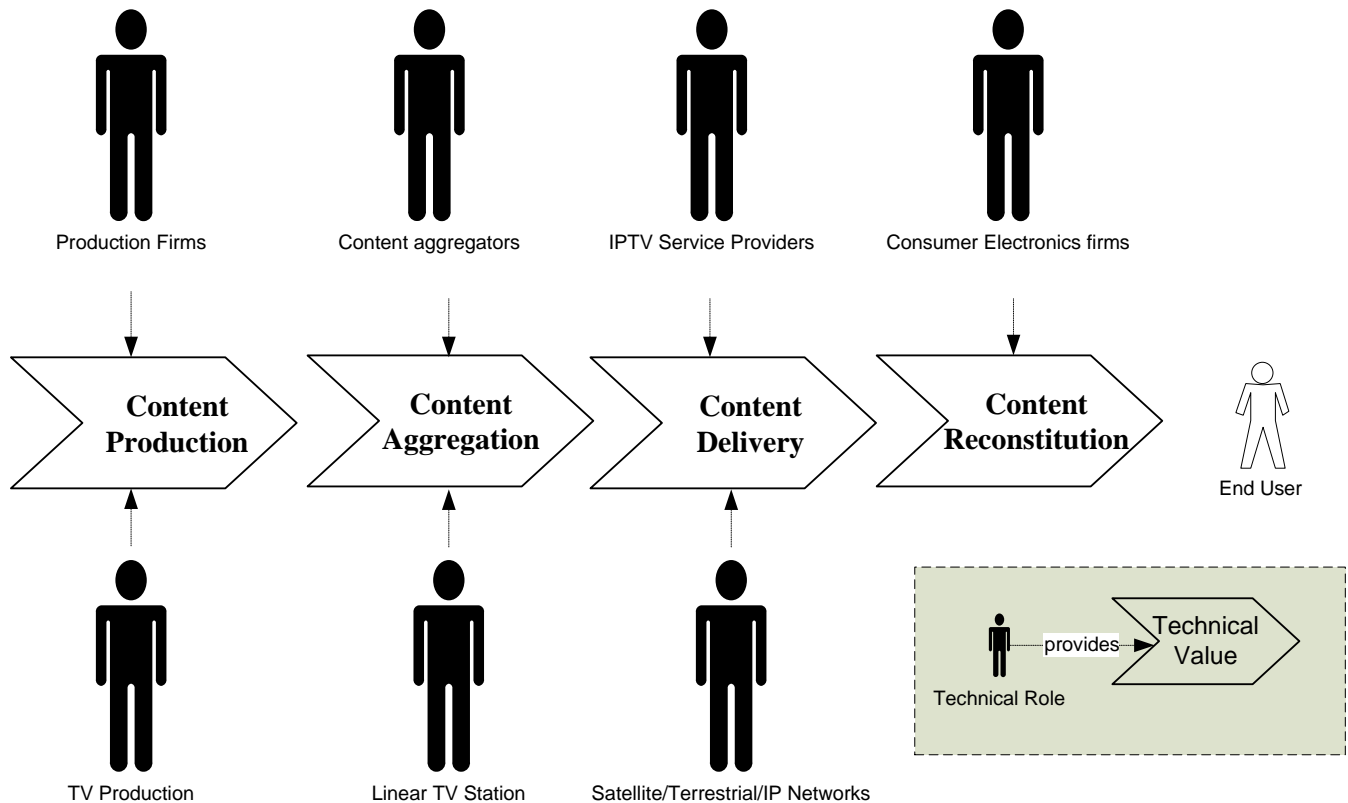 Production Firms
Content aggregators
IPTV Service Providers
Consumer Electronics firms
Content
Production
Content
Aggregation
Content
Delivery
Content
Reconstitution
End User
provides
Technical
Value
Technical Role
TV Production
Linear TV Station
Satellite/Terrestrial/IP Networks